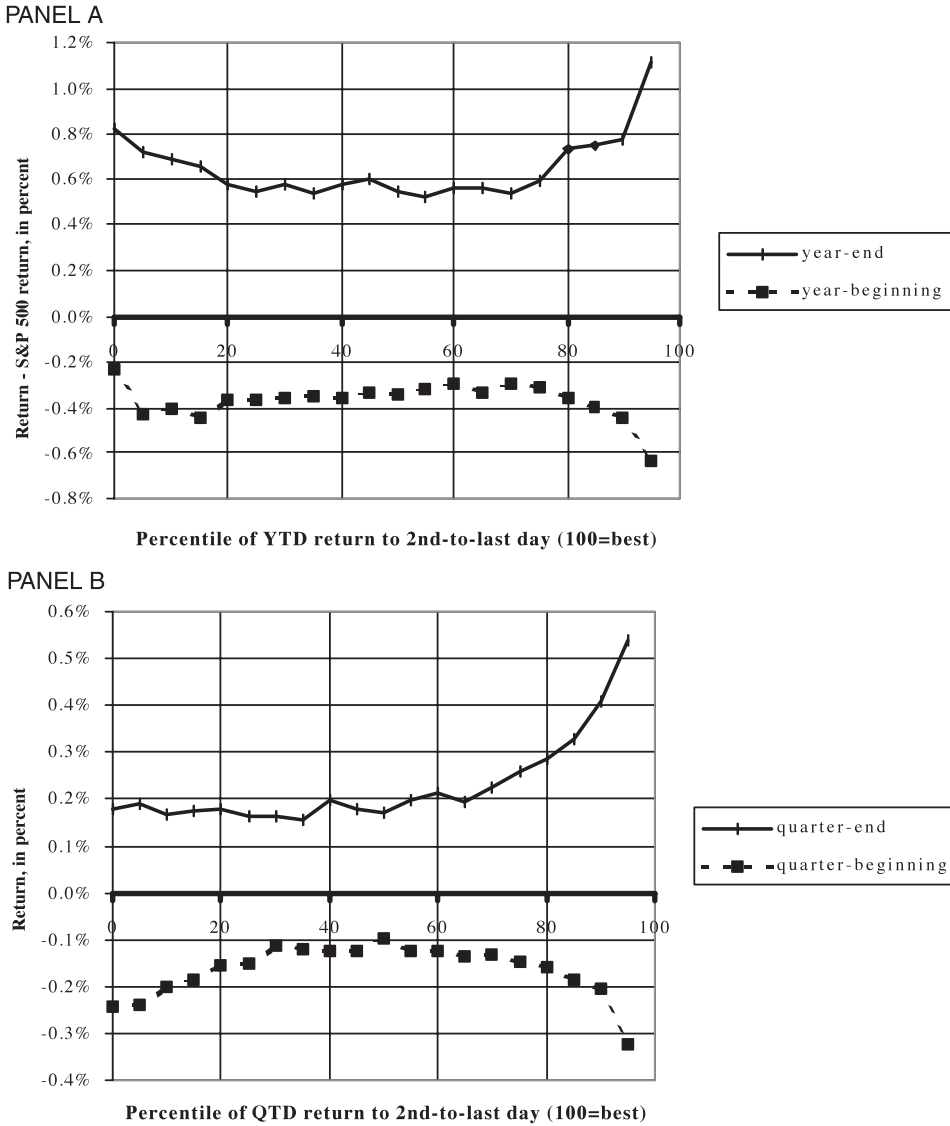 PANEL A
1.2%
1.0%
0.8%
0.6%
0.4%
0.2%
0.0%
-0.2%
-0.4%
-0.6%
-0.8%
0 20 40 60 80 100
Return - S&P 500 return, in percent
year-end
year-beginning
Percentile of YTD return to 2nd-to-last day (100=best)
PANEL B
0.6%
0.5%
0.4%
0.3%
0.2%
0.1%
0.0%
-0.1%
-0.2%
-0.3%
-0.4%
0 20 40 60 80 100
Return, in percent
quarter-end
quarter-beginning
Percentile of QTD return to 2nd-to-last day (100=best)